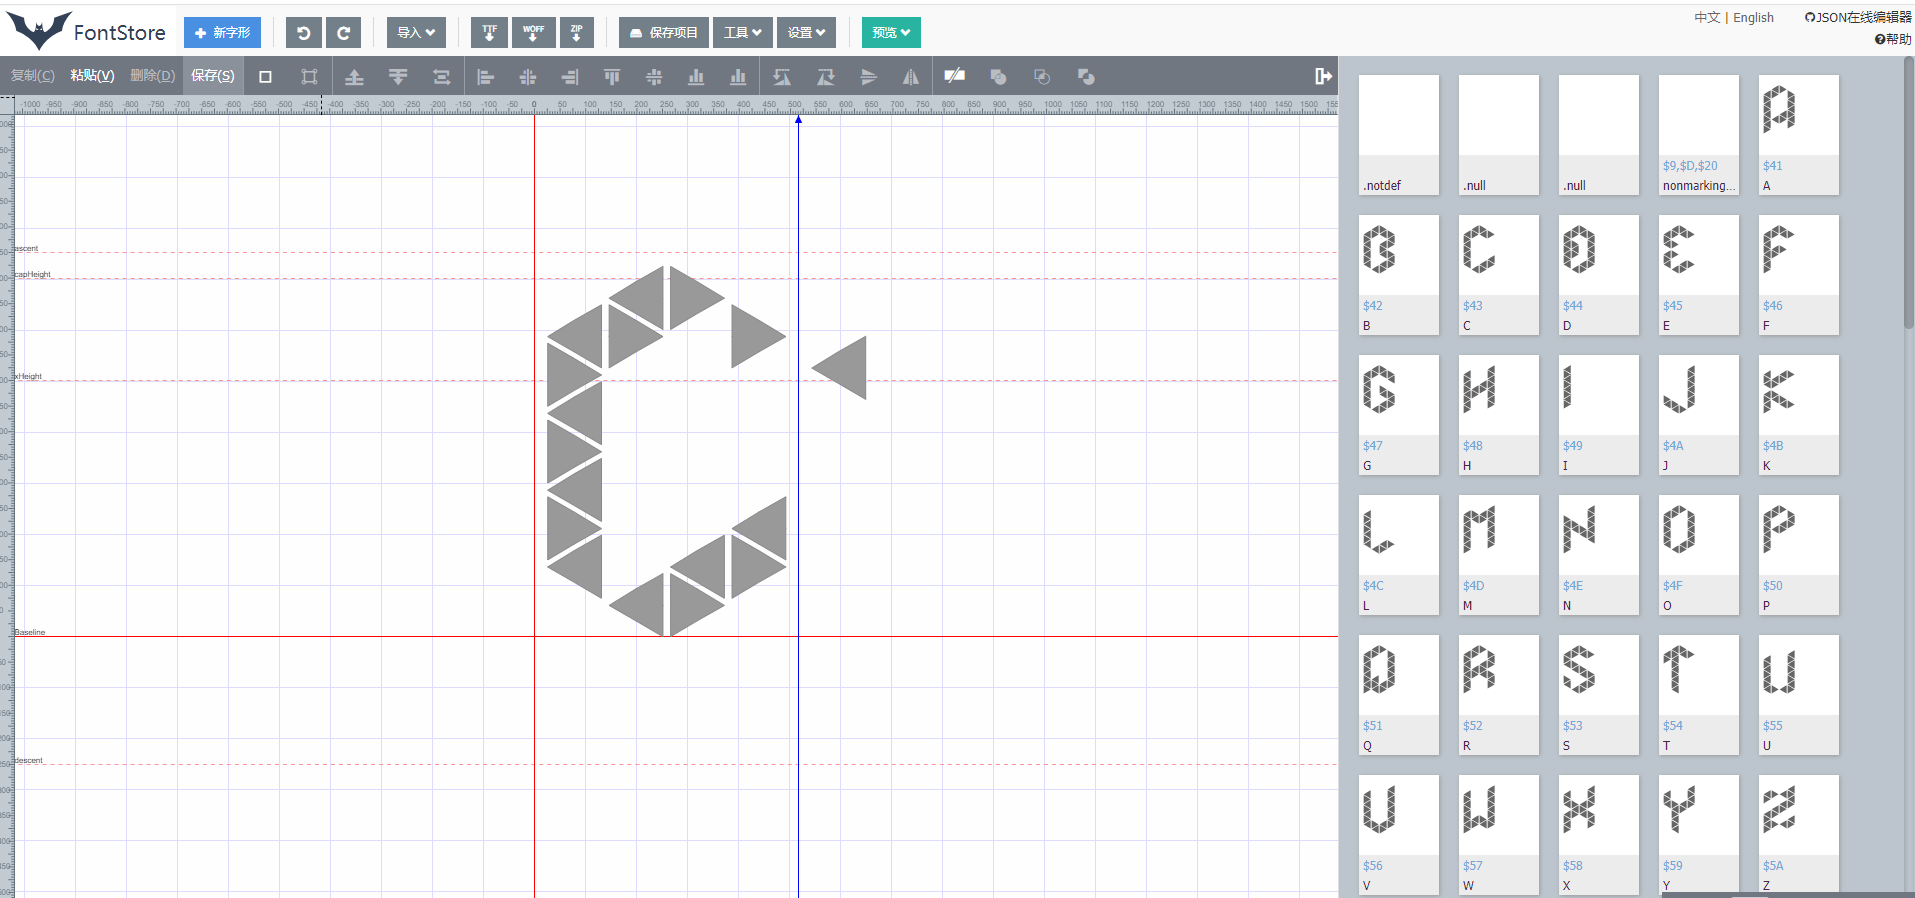 FontStore
新字形
导入
TTF
WOFF
ZIP
保存项目
工具
设置
预览
中文 | English
JSON在线编辑器
帮助
复制(C)
粘贴(V)
删除(D)
保存(S)
-1000 -950 -900 -850 -800 -750 -700 -650 -600 -550 -500 -450 -400 -350 -300 -250 -200 -150 -100 -50 0 50 100 150 200 250 300 350 400 450 500 550 600 650 700 750 800 850 900 950 1000 1050 1100 1150 1200 1250 1300 1350 1400 1450 1500
ascent
capHeight
xHeight
Baseline
descent
.notdef
.null
.null
$9,$D,$20
nonmarking...
$41
A
$42
B
$43
C
$44
D
$45
E
$46
F
$47
G
$48
H
$49
I
$4A
J
$4B
K
$4C
L
$4D
M
$4E
N
$4F
O
$50
P
$51
Q
$52
R
$53
S
$54
T
$55
U
$56
V
$57
W
$58
X
$59
Y
$5A
Z